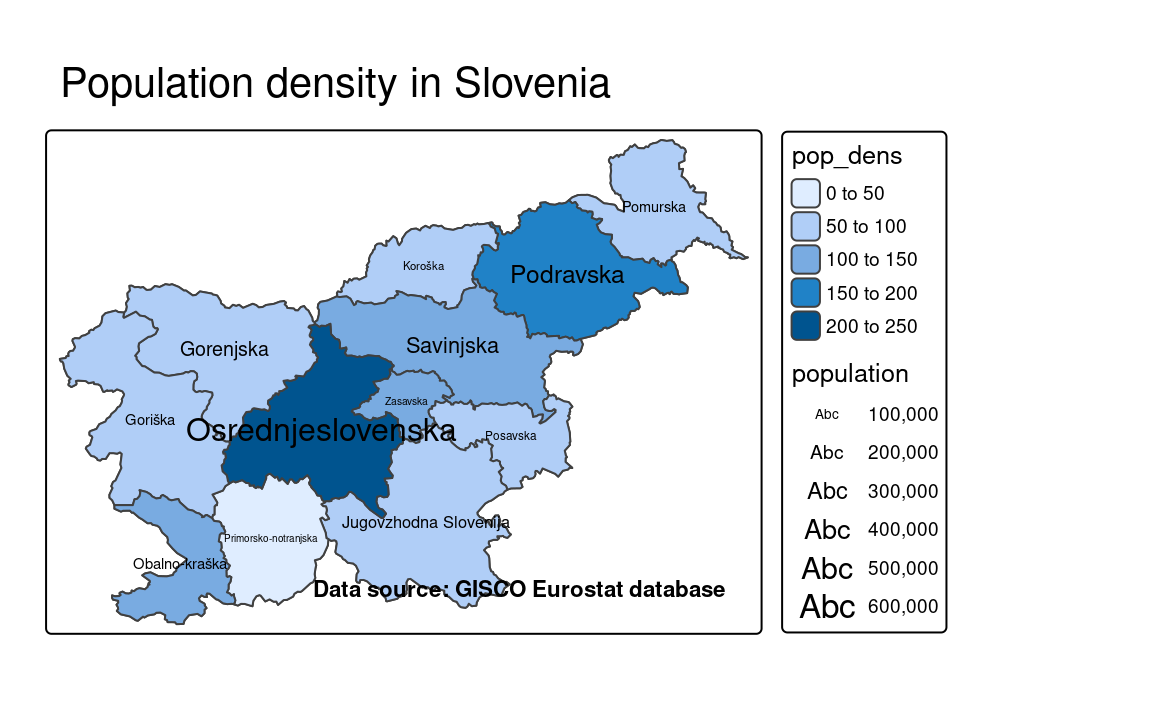 Population density in Slovenia
Pomurska
Koroška
Podravska
Gorenjska
Savinjska
Zasavska
Goriška
Osrednjeslovenska
Posavska
Jugovzhodna Slovenija
Primorsko-notranjska
Obalno-kraška
Data source: GISCO Eurostat database
pop_dens
0 to 50
50 to 100
100 to 150
150 to 200
200 to 250
population
Abc 100,000
Abc 200,000
Abc 300,000
Abc 400,000
Abc 500,000
Abc 600,000